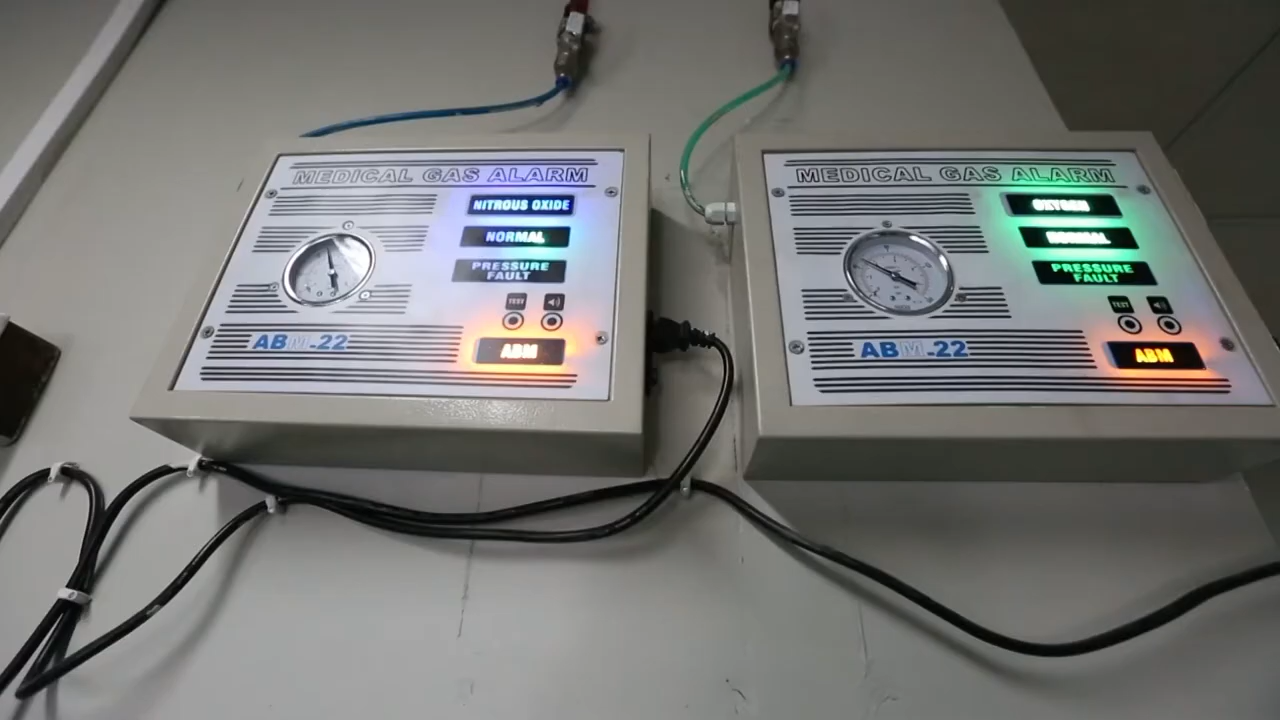 MEDICAL GAS ALARM
NITROUS OXIDE
NORMAL
PRESSURE
FAULT
TEST
ABM
ABM-22
MEDICAL GAS ALARM
OXYGEN
NORMAL
PRESSURE
FAULT
TEST
ABM
ABM-22